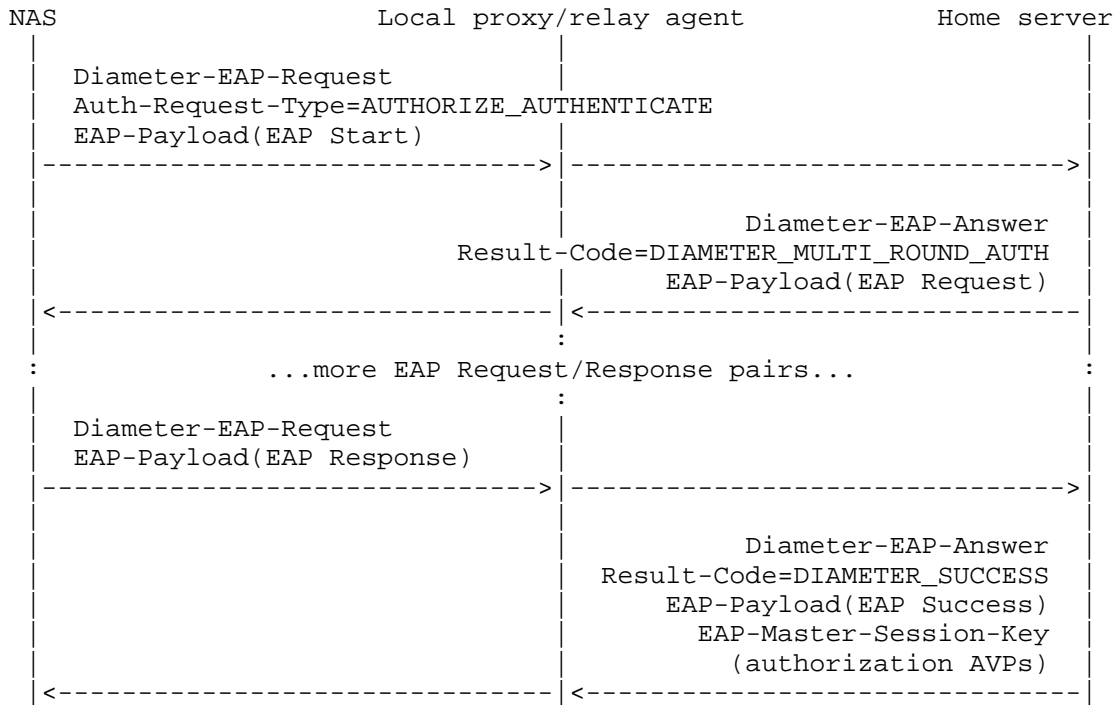 NAS Local proxy/relay agent Home server
Diameter-EAP-Request
Auth-Request-Type=AUTHORIZE_AUTHENTICATE
EAP-Payload(EAP Start)
Diameter-EAP-Answer
Result-Code=DIAMETER_MULTI_ROUND_AUTH
EAP-Payload(EAP Request)
...more EAP Request/Response pairs...
Diameter-EAP-Request
EAP-Payload(EAP Response)
Diameter-EAP-Answer
Result-Code=DIAMETER_SUCCESS
EAP-Payload(EAP Success)
EAP-Master-Session-Key
(authorization AVPs)